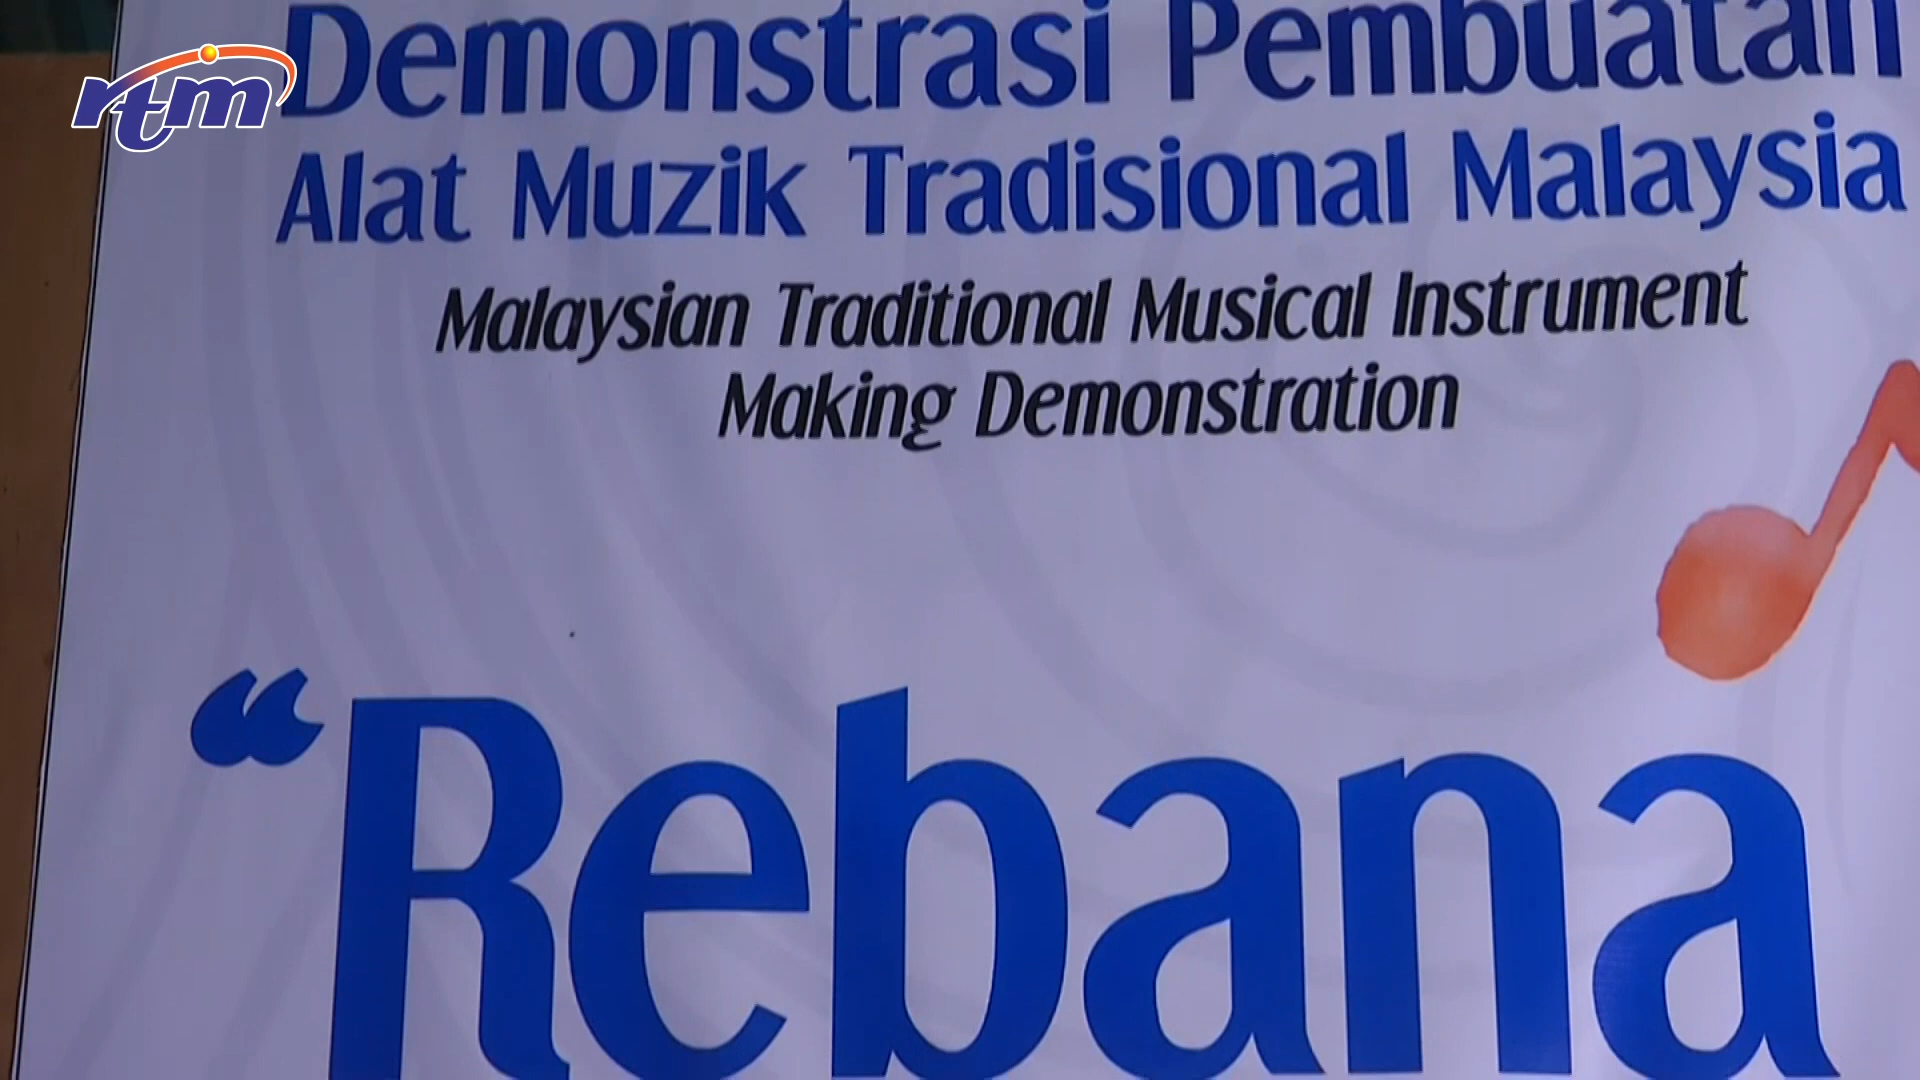 rtm
Demonstrasi Pembuatan
Alat Muzik Tradisional Malaysia
Malaysian Traditional Musical Instrument
Making Demonstration
“Rebana